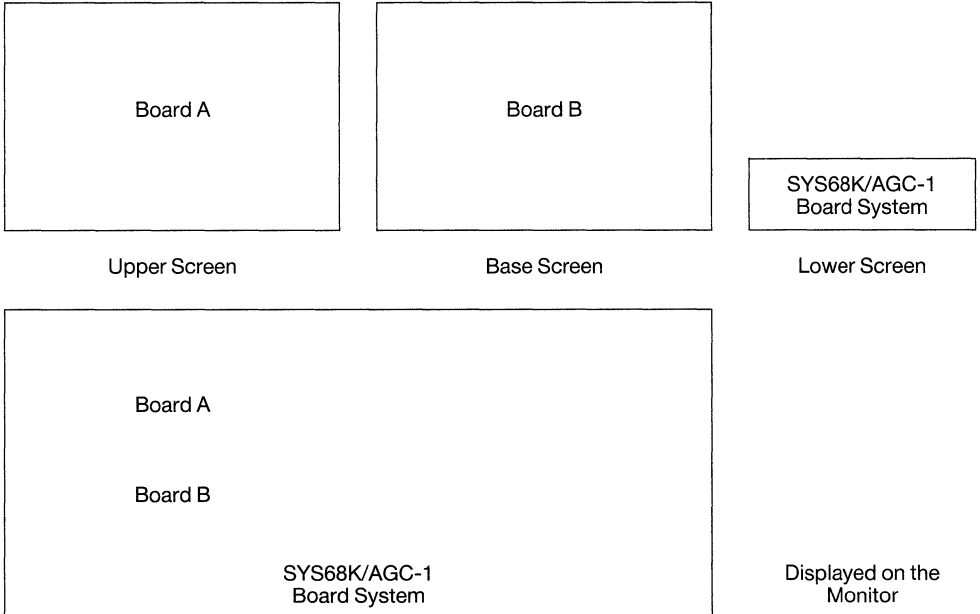 Board A
Board B
SYS68K/AGC-1
Board System
Upper Screen
Base Screen
Lower Screen
Board A
Board B
SYS68K/AGC-1
Board System
Displayed on the
Monitor